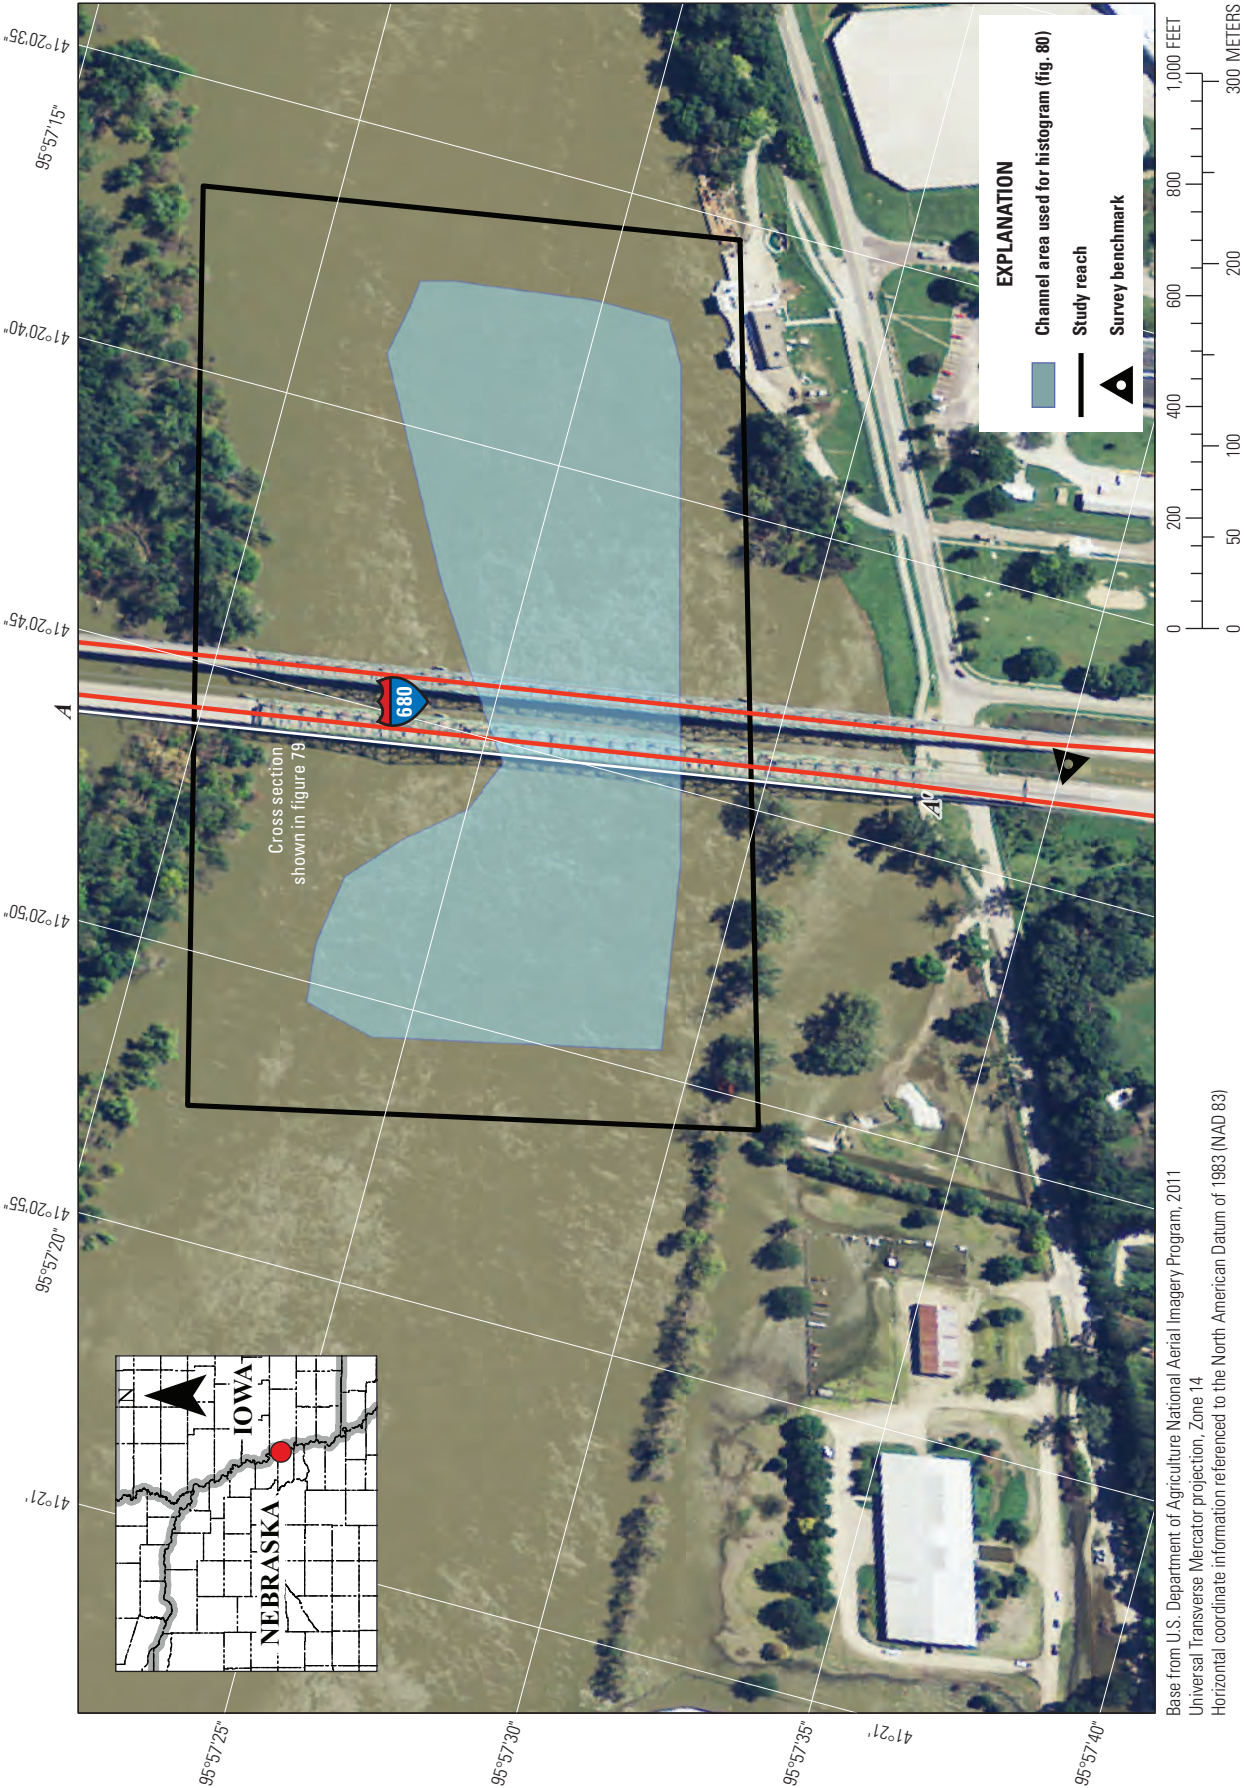 41°20'35"
95°57'15"
41°20'40"
41°20'45"
41°20'50"
41°20'55"
95°57'20"
41°21'
A
680
Cross section
shown in figure 79
A'
N
IOWA
NEBRASKA
95°57'25"
95°57'30"
95°57'35"
41°21'
95°57'40"
EXPLANATION
Channel area used for histogram (fig. 80)
Study reach
Survey benchmark
0 200 400 600 800 1,000 FEET
0 50 100 200 300 METERS
Base from U.S. Department of Agriculture National Aerial Imagery Program, 2011
Universal Transverse Mercator projection, Zone 14
Horizontal coordinate information referenced to the North American Datum of 1983 (NAD 83)